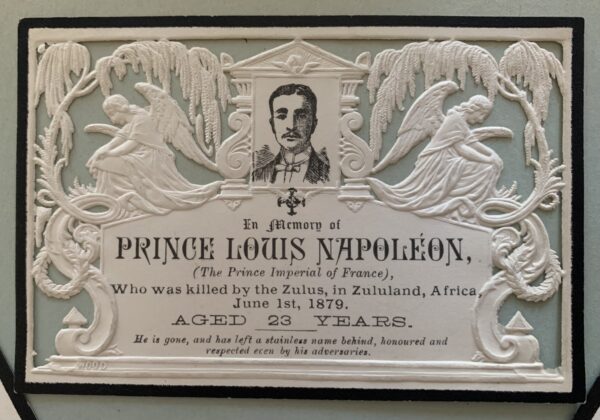 In Memory of
PRINCE LOUIS NAPOLÉON,
(The Prince Imperial of France),
Who was killed by the Zulus, in Zululand, Africa,
June 1st, 1879.
AGED 23 YEARS.
He is gone, and has left a stainless name behind, honoured and
respected even by his adversaries.
WOOD